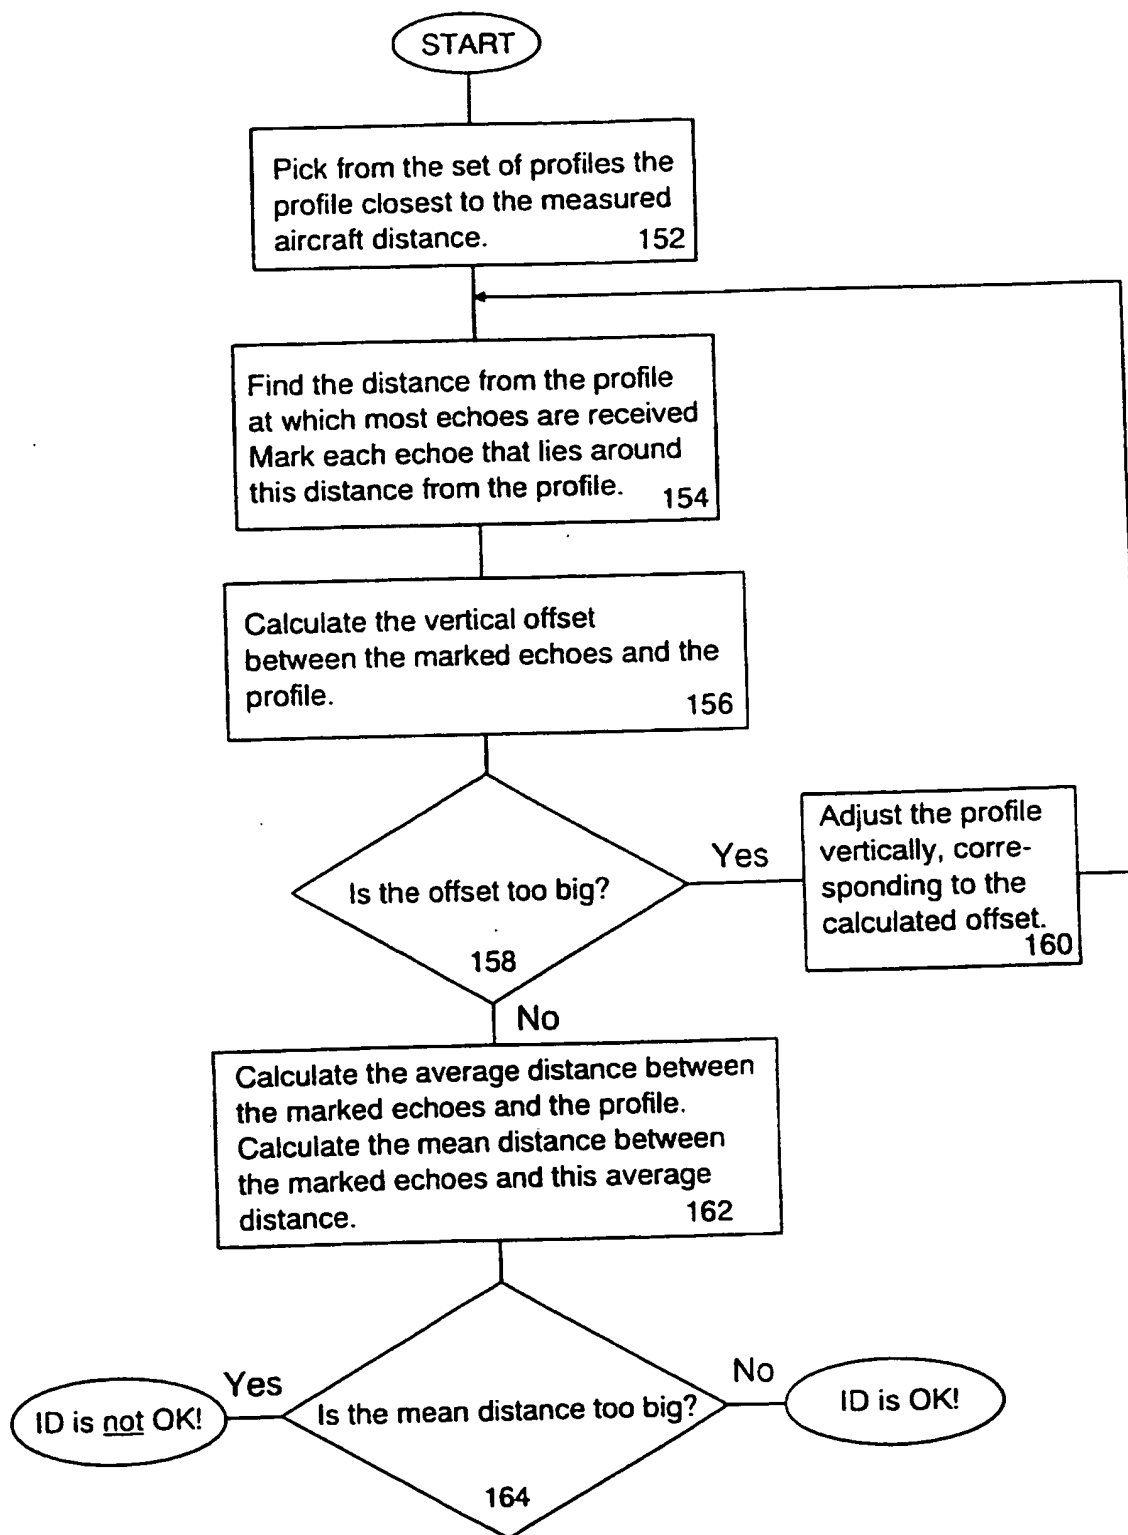 START
Pick from the set of profiles the
profile closest to the measured
aircraft distance.
152
Find the distance from the profile
at which most echoes are received
Mark each echoe that lies around
this distance from the profile.
154
Calculate the vertical offset
between the marked echoes and the
profile.
156
Is the offset too big?
158
Yes
Adjust the profile
vertically, corre-
sponding to the
calculated offset.
160
No
Calculate the average distance between
the marked echoes and the profile.
Calculate the mean distance between
the marked echoes and this average
distance.
162
Is the mean distance too big?
164
Yes
ID is not OK!
No
ID is OK!